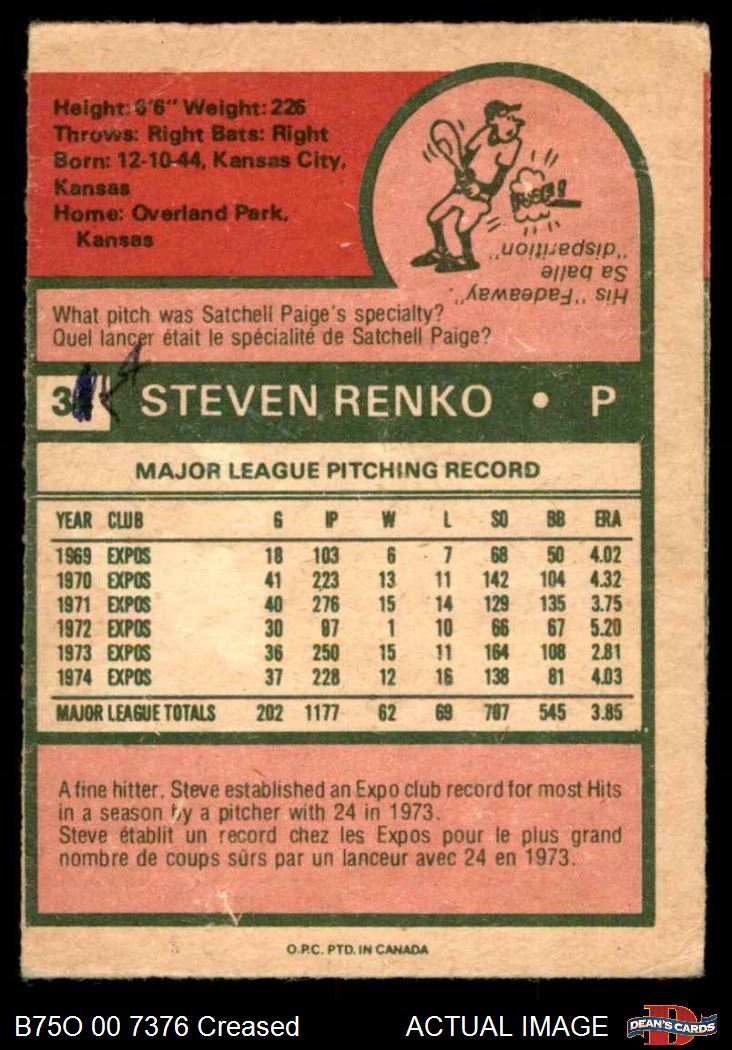 Height: 6'6" Weight: 226
Throws: Right Bats: Right
Born: 12-10-44, Kansas City,
Kansas
Home: Overland Park,
Kansas
What pitch was Satchell Paige's specialty?
Quel lancer était le spécialité de Satchell Paige?
His "Fadeaway".
Sa balle
"disparition"
3
STEVEN RENKO • P
MAJOR LEAGUE PITCHING RECORD
YEAR CLUB G IP W L SO BB ERA
1969 EXPOS 18 103 6 7 68 50 4.02
1970 EXPOS 41 223 13 11 142 104 4.32
1971 EXPOS 40 276 15 14 129 135 3.75
1972 EXPOS 30 97 1 10 66 67 5.20
1973 EXPOS 36 250 15 11 164 108 2.81
1974 EXPOS 37 228 12 16 138 81 4.03
MAJOR LEAGUE TOTALS 202 1177 62 69 707 545 3.85
A fine hitter, Steve established an Expo club record for most Hits
in a season by a pitcher with 24 in 1973.
Steve établit un record chez les Expos pour le plus grand
nombre de coups sûrs par un lanceur avec 24 en 1973.
O.P.C. PTD. IN CANADA
B75O 00 7376 Creased ACTUAL IMAGE DEAN'S CARDS